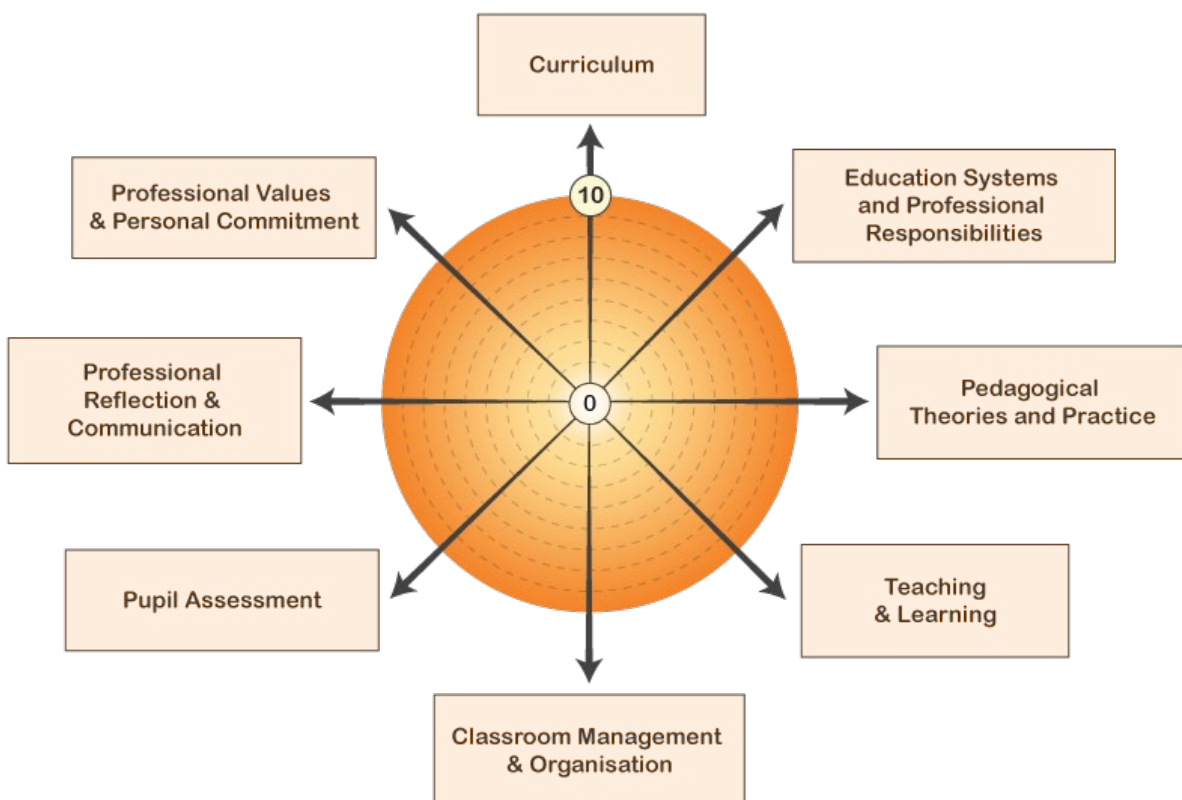 Curriculum
10
Education Systems
and Professional
Responsibilities
Professional Values
& Personal Commitment
Professional
Reflection &
Communication
0
Pedagogical
Theories and Practice
Pupil Assessment
Teaching
& Learning
Classroom Management
& Organisation